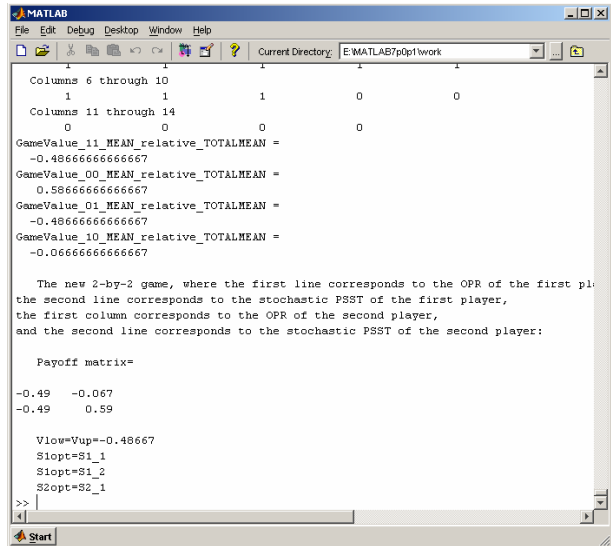 MATLAB
File Edit Debug Desktop Window Help
Current Directory: E:\MATLAB7p0p1\work
1 1 1 1 1
Columns 6 through 10
1 1 1 0 0
Columns 11 through 14
0 0 0 0
GameValue_11_MEAN_relative_TOTALMEAN =
-0.48666666666667
GameValue_00_MEAN_relative_TOTALMEAN =
0.58666666666667
GameValue_01_MEAN_relative_TOTALMEAN =
-0.48666666666667
GameValue_10_MEAN_relative_TOTALMEAN =
-0.06666666666667
The new 2-by-2 game, where the first line corresponds to the OPR of the first
the second line corresponds to the stochastic PSST of the first player,
the first column corresponds to the OPR of the second player,
and the second line corresponds to the stochastic PSST of the second player:
Payoff matrix=
-0.49 -0.067
-0.49 0.59
Vlow=Vup=-0.48667
S1opt=S1_1
S1opt=S1_2
S2opt=S2_1
>>
Start